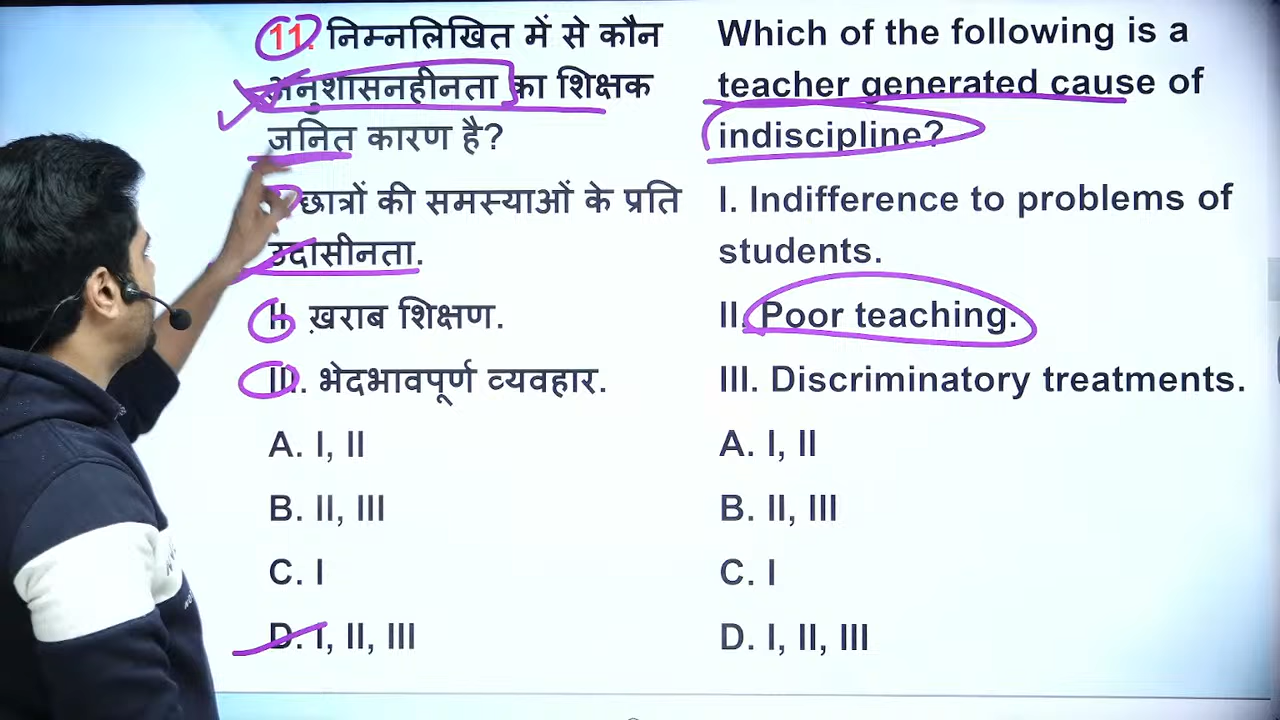 11. निम्नलिखित में से कौन
अनुशासनहीनता का शिक्षक
जनित कारण है?
छात्रों की समस्याओं के प्रति
उदासीनता.
II. ख़राब शिक्षण.
III. भेदभावपूर्ण व्यवहार.
A. I, II
B. II, III
C. I
D. I, II, III
Which of the following is a
teacher generated cause of
indiscipline?
I. Indifference to problems of
students.
II. Poor teaching.
III. Discriminatory treatments.
A. I, II
B. II, III
C. I
D. I, II, III